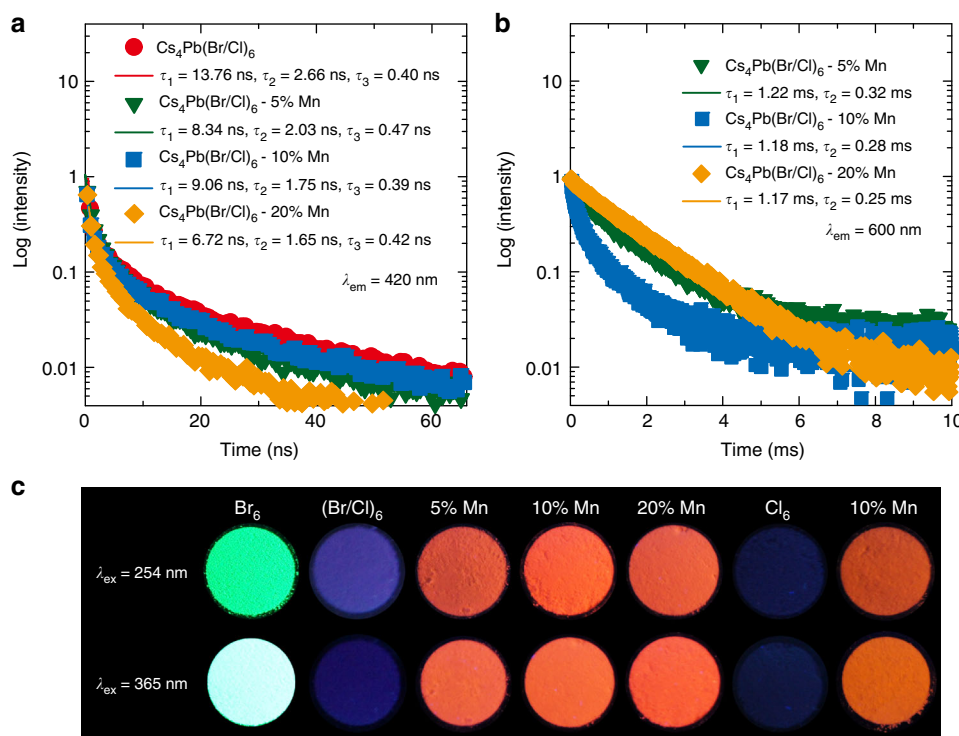 a
Log (intensity)
10
1
0.1
0.01
Cs₄Pb(Br/Cl)₆
τ₁ = 13.76 ns, τ₂ = 2.66 ns, τ₃ = 0.40 ns
Cs₄Pb(Br/Cl)₆ - 5% Mn
τ₁ = 8.34 ns, τ₂ = 2.03 ns, τ₃ = 0.47 ns
Cs₄Pb(Br/Cl)₆ - 10% Mn
τ₁ = 9.06 ns, τ₂ = 1.75 ns, τ₃ = 0.39 ns
Cs₄Pb(Br/Cl)₆ - 20% Mn
τ₁ = 6.72 ns, τ₂ = 1.65 ns, τ₃ = 0.42 ns
λem = 420 nm
0 20 40 60
Time (ns)
b
Log (intensity)
10
1
0.1
0.01
Cs₄Pb(Br/Cl)₆ - 5% Mn
τ₁ = 1.22 ms, τ₂ = 0.32 ms
Cs₄Pb(Br/Cl)₆ - 10% Mn
τ₁ = 1.18 ms, τ₂ = 0.28 ms
Cs₄Pb(Br/Cl)₆ - 20% Mn
τ₁ = 1.17 ms, τ₂ = 0.25 ms
λem = 600 nm
0 2 4 6 8 10
Time (ms)
c
Br₆ (Br/Cl)₆ 5% Mn 10% Mn 20% Mn Cl₆ 10% Mn
λex = 254 nm
λex = 365 nm